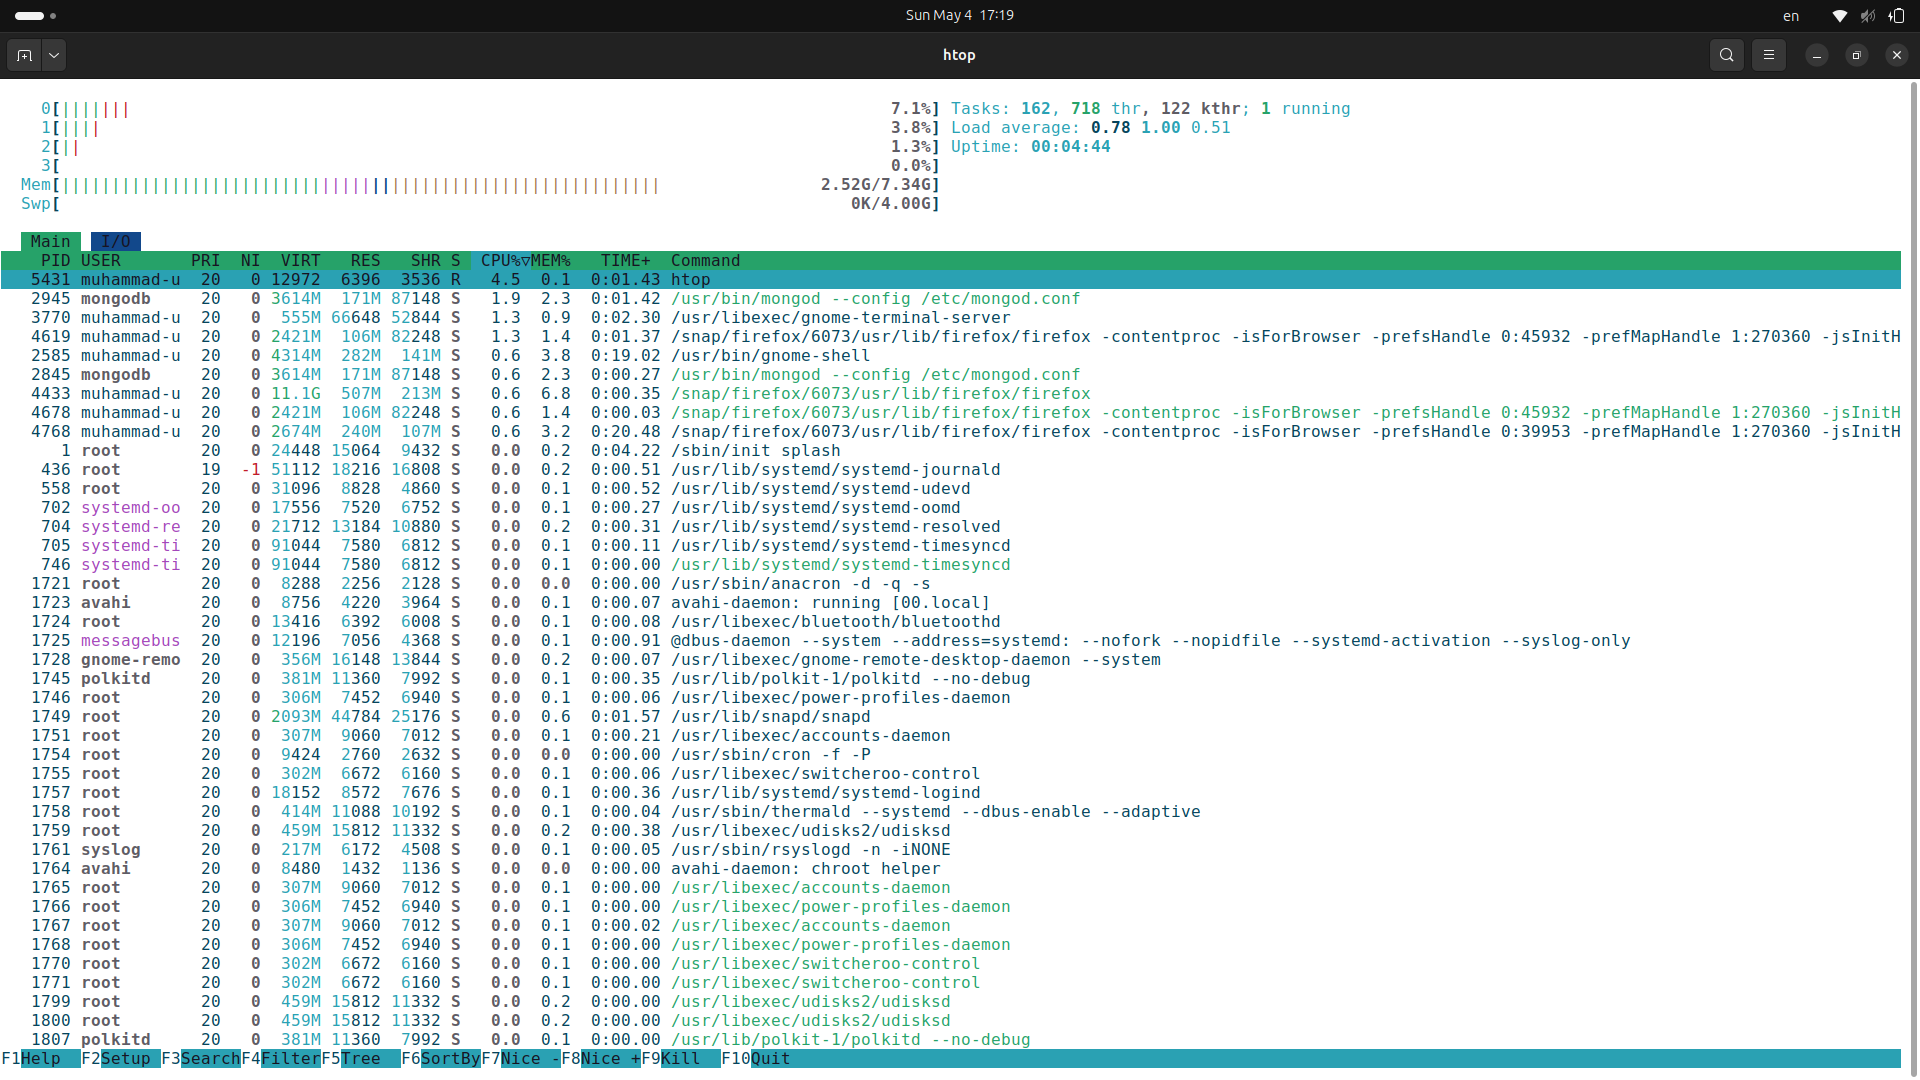 Sun May 4 17:19
en
htop
0[||||||| 7.1%] Tasks: 162, 718 thr, 122 kthr; 1 running
1[|||| 3.8%] Load average: 0.78 1.00 0.51
2[|| 1.3%] Uptime: 00:04:44
3[ 0.0%]
Mem[|||||||||||||||||||||||||||||||||||||||||||||||||||||||||||| 2.52G/7.34G]
Swp[ 0K/4.00G]
Main I/O
PID USER PRI NI VIRT RES SHR S CPU%▽MEM% TIME+ Command
5431 muhammad-u 20 0 12972 6396 3536 R 4.5 0.1 0:01.43 htop
2945 mongodb 20 0 3614M 171M 87148 S 1.9 2.3 0:01.42 /usr/bin/mongod --config /etc/mongod.conf
3770 muhammad-u 20 0 555M 66648 52844 S 1.3 0.9 0:02.30 /usr/libexec/gnome-terminal-server
4619 muhammad-u 20 0 2421M 106M 82248 S 1.3 1.4 0:01.37 /snap/firefox/6073/usr/lib/firefox/firefox -contentproc -isForBrowser -prefsHandle 0:45932 -prefMapHandle 1:270360 -jsInitH
2585 muhammad-u 20 0 4314M 282M 141M S 0.6 3.8 0:19.02 /usr/bin/gnome-shell
2845 mongodb 20 0 3614M 171M 87148 S 0.6 2.3 0:00.27 /usr/bin/mongod --config /etc/mongod.conf
4433 muhammad-u 20 0 11.1G 507M 213M S 0.6 6.8 0:00.35 /snap/firefox/6073/usr/lib/firefox/firefox
4678 muhammad-u 20 0 2421M 106M 82248 S 0.6 1.4 0:00.03 /snap/firefox/6073/usr/lib/firefox/firefox -contentproc -isForBrowser -prefsHandle 0:45932 -prefMapHandle 1:270360 -jsInitH
4768 muhammad-u 20 0 2674M 240M 107M S 0.6 3.2 0:20.48 /snap/firefox/6073/usr/lib/firefox/firefox -contentproc -isForBrowser -prefsHandle 0:39953 -prefMapHandle 1:270360 -jsInitH
1 root 20 0 24448 15064 9432 S 0.0 0.2 0:04.22 /sbin/init splash
436 root 19 -1 51112 18216 16808 S 0.0 0.2 0:00.51 /usr/lib/systemd/systemd-journald
558 root 20 0 31096 8828 4860 S 0.0 0.1 0:00.52 /usr/lib/systemd/systemd-udevd
702 systemd-oo 20 0 17556 7520 6752 S 0.0 0.1 0:00.27 /usr/lib/systemd/systemd-oomd
704 systemd-re 20 0 21712 13184 10880 S 0.0 0.2 0:00.31 /usr/lib/systemd/systemd-resolved
705 systemd-ti 20 0 91044 7580 6812 S 0.0 0.1 0:00.11 /usr/lib/systemd/systemd-timesyncd
746 systemd-ti 20 0 91044 7580 6812 S 0.0 0.1 0:00.00 /usr/lib/systemd/systemd-timesyncd
1721 root 20 0 8288 2256 2128 S 0.0 0.0 0:00.00 /usr/sbin/anacron -d -q -s
1723 avahi 20 0 8756 4220 3964 S 0.0 0.1 0:00.07 avahi-daemon: running [00.local]
1724 root 20 0 13416 6392 6008 S 0.0 0.1 0:00.08 /usr/libexec/bluetooth/bluetoothd
1725 messagebus 20 0 12196 7056 4368 S 0.0 0.1 0:00.91 @dbus-daemon --system --address=systemd: --nofork --nopidfile --systemd-activation --syslog-only
1728 gnome-remo 20 0 356M 16148 13844 S 0.0 0.2 0:00.07 /usr/libexec/gnome-remote-desktop-daemon --system
1745 polkitd 20 0 381M 11360 7992 S 0.0 0.1 0:00.35 /usr/lib/polkit-1/polkitd --no-debug
1746 root 20 0 306M 7452 6940 S 0.0 0.1 0:00.06 /usr/libexec/power-profiles-daemon
1749 root 20 0 2093M 44784 25176 S 0.0 0.6 0:01.57 /usr/lib/snapd/snapd
1751 root 20 0 307M 9060 7012 S 0.0 0.1 0:00.21 /usr/libexec/accounts-daemon
1754 root 20 0 9424 2760 2632 S 0.0 0.0 0:00.00 /usr/sbin/cron -f -P
1755 root 20 0 302M 6672 6160 S 0.0 0.1 0:00.06 /usr/libexec/switcheroo-control
1757 root 20 0 18152 8572 7676 S 0.0 0.1 0:00.36 /usr/lib/systemd/systemd-logind
1758 root 20 0 414M 11088 10192 S 0.0 0.1 0:00.04 /usr/sbin/thermald --systemd --dbus-enable --adaptive
1759 root 20 0 459M 15812 11332 S 0.0 0.2 0:00.38 /usr/libexec/udisks2/udisksd
1761 syslog 20 0 217M 6172 4508 S 0.0 0.1 0:00.05 /usr/sbin/rsyslogd -n -iNONE
1764 avahi 20 0 8480 1432 1136 S 0.0 0.0 0:00.00 avahi-daemon: chroot helper
1765 root 20 0 307M 9060 7012 S 0.0 0.1 0:00.00 /usr/libexec/accounts-daemon
1766 root 20 0 306M 7452 6940 S 0.0 0.1 0:00.00 /usr/libexec/power-profiles-daemon
1767 root 20 0 307M 9060 7012 S 0.0 0.1 0:00.02 /usr/libexec/accounts-daemon
1768 root 20 0 306M 7452 6940 S 0.0 0.1 0:00.00 /usr/libexec/power-profiles-daemon
1770 root 20 0 302M 6672 6160 S 0.0 0.1 0:00.00 /usr/libexec/switcheroo-control
1771 root 20 0 302M 6672 6160 S 0.0 0.1 0:00.00 /usr/libexec/switcheroo-control
1799 root 20 0 459M 15812 11332 S 0.0 0.2 0:00.00 /usr/libexec/udisks2/udisksd
1800 root 20 0 459M 15812 11332 S 0.0 0.2 0:00.00 /usr/libexec/udisks2/udisksd
1807 polkitd 20 0 381M 11360 7992 S 0.0 0.1 0:00.00 /usr/lib/polkit-1/polkitd --no-debug
F1Help F2Setup F3SearchF4FilterF5Tree F6SortByF7Nice -F8Nice +F9Kill F10Quit